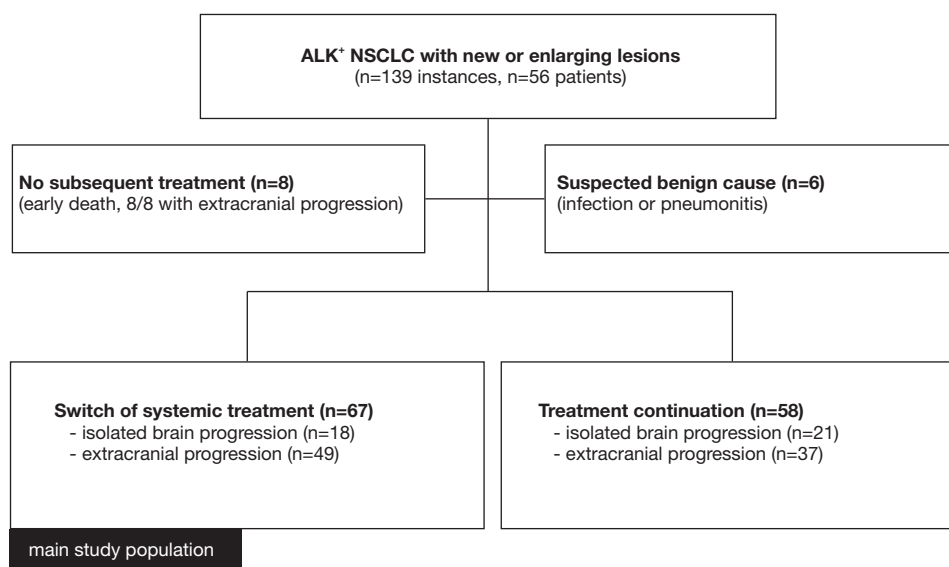 ALK⁺ NSCLC with new or enlarging lesions
(n=139 instances, n=56 patients)
No subsequent treatment (n=8)
(early death, 8/8 with extracranial progression)
Suspected benign cause (n=6)
(infection or pneumonitis)
Switch of systemic treatment (n=67)
- isolated brain progression (n=18)
- extracranial progression (n=49)
Treatment continuation (n=58)
- isolated brain progression (n=21)
- extracranial progression (n=37)
main study population